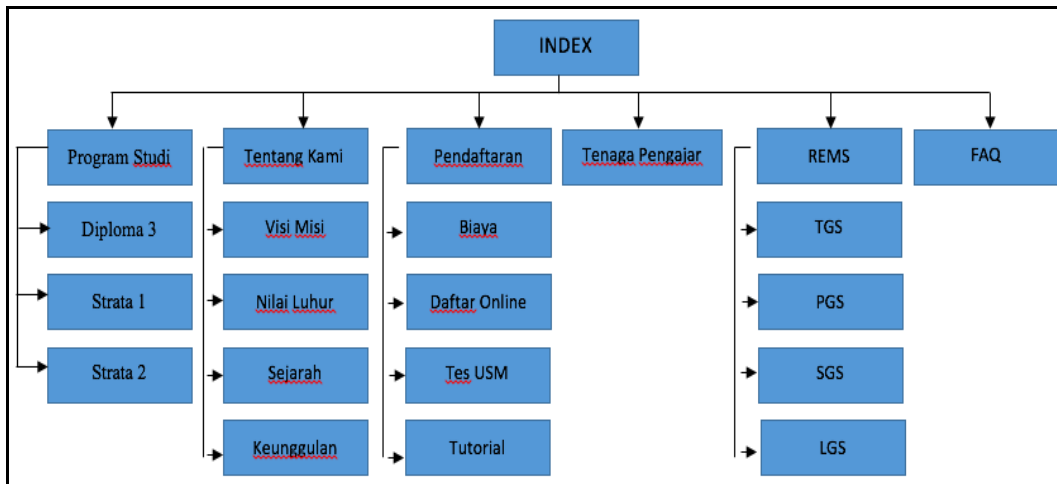 INDEX
Program Studi
Tentang Kami
Pendaftaran
Tenaga Pengajar
REMS
FAQ
Diploma 3
Visi Misi
Biaya
TGS
Strata 1
Nilai Luhur
Daftar Online
PGS
Strata 2
Sejarah
Tes USM
SGS
Keunggulan
Tutorial
LGS